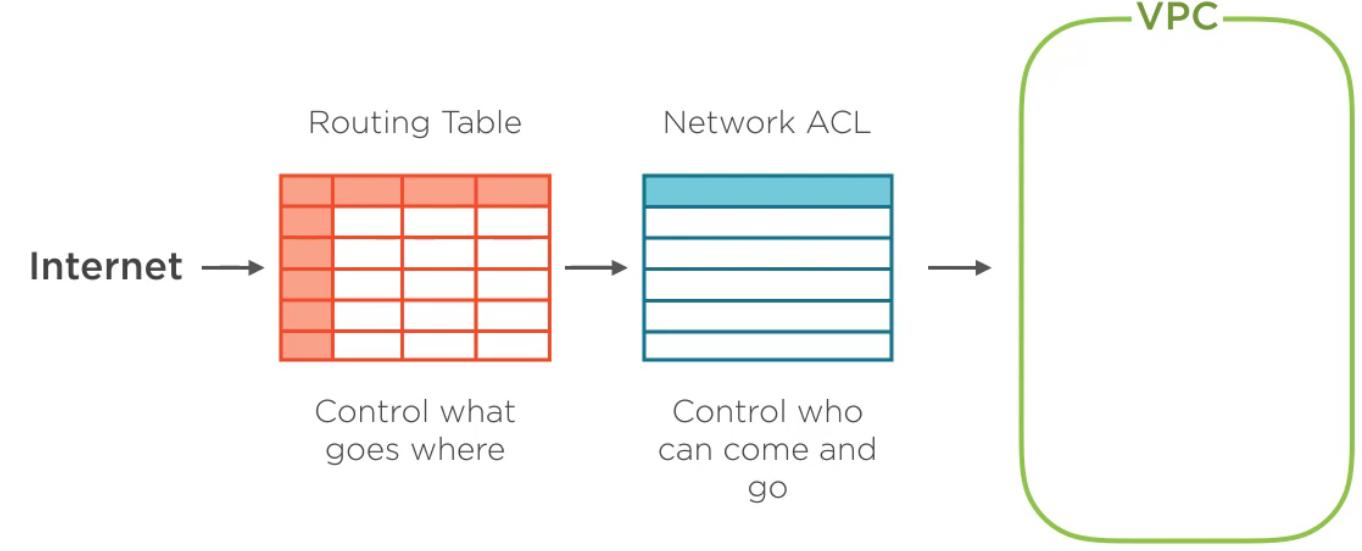 VPC
Routing Table
Network ACL
Internet
Control what
goes where
Control who
can come and
go